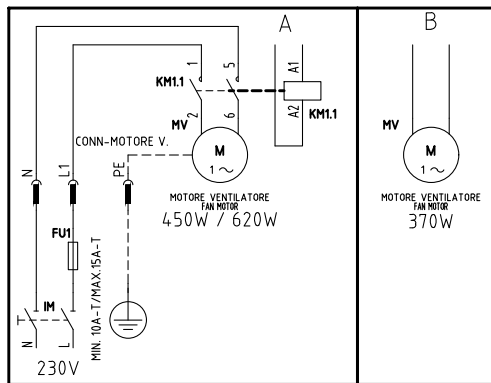 A
B
1
5
KM1.1
A1
A2
KM1.1
2
6
MV
CONN-MOTORE V.
M
1 ~
MV
M
1 ~
N
L1
PE
MOTORE VENTILATORE
FAN MOTOR
450W / 620W
MOTORE VENTILATORE
FAN MOTOR
370W
FU1
MIN. 10A-T/MAX.15A-T
IM
N
L
230V